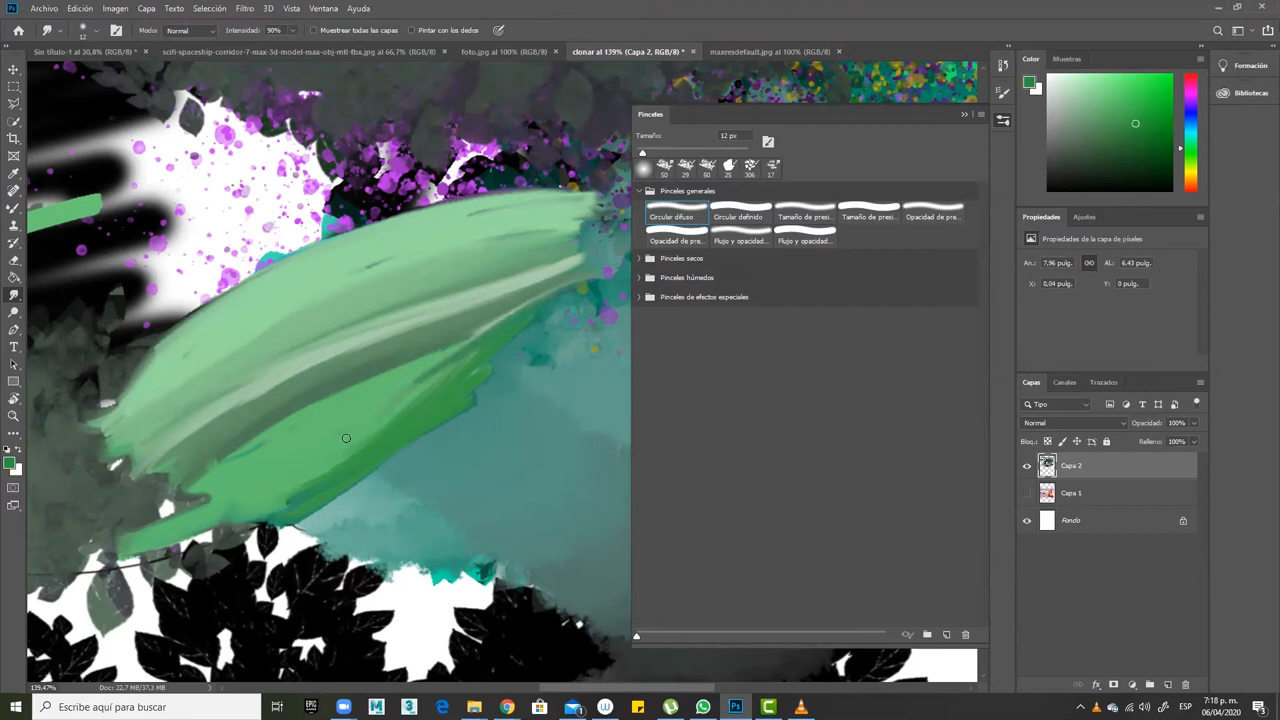 Ps Archivo Edición Imagen Capa Texto Selección Filtro 3D Vista Ventana Ayuda
12 Modo: Normal Intensidad: 90% Muestrear todas las capas Pintar con los dedos
Sin título-1 al 30,8% (RGB/8) * × scifi-spaceship-corridor-7-max-3d-model-max-obj-mtl-fbx.jpg al 66,7% (RGB/8) × foto.jpg al 100% (RGB/8) × clonar al 139% (Capa 2, RGB/8) * × maxresdefault.jpg al 100% (RGB/8) ×
Pinceles
Tamaño: 12 px
50 29 60 25 306 17
Pinceles generales
Circular difuso Circular definido Tamaño de presi... Tamaño de presi... Opacidad de pre...
Opacidad de pre... Flujo y opacidad... Flujo y opacidad...
Pinceles secos
Pinceles húmedos
Pinceles de efectos especiales
Color Muestras
Formación
Bibliotecas
Propiedades Ajustes
Propiedades de la capa de píxeles
An.: 7,96 pulg. Al.: 6,43 pulg.
X: 0,04 pulg. Y: 0 pulg.
Capas Canales Trazados
Tipo
Normal Opacidad: 100%
Bloq.: Relleno: 100%
Capa 2
Capa 1
Fondo
139,47% Doc: 22,7 MB/37,3 MB
Escribe aquí para buscar
ESP
7:18 p. m.
06/04/2020